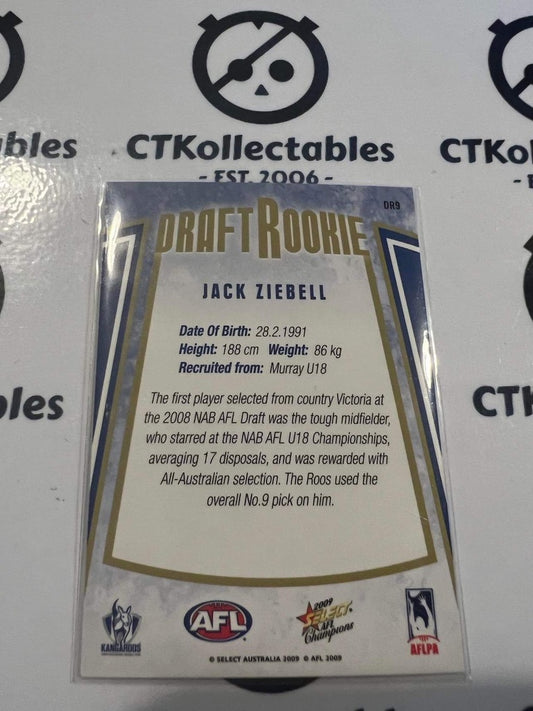 CTKollectables
- EST. 2006 -
bles
CTKo
DR9
DRAFT ROOKIE
JACK ZIEBELL
Date Of Birth: 28.2.1991
Height: 188 cm Weight: 86 kg
Recruited from: Murray U18
The first player selected from country Victoria at
the 2008 NAB AFL Draft was the tough midfielder,
who starred at the NAB AFL U18 Championships,
averaging 17 disposals, and was rewarded with
All-Australian selection. The Roos used the
overall No.9 pick on him.
bles
CTK
KANGAROOS
AFL
2009
SELECT
AFL
Champions
AFLPA
© SELECT AUSTRALIA 2009 © AFL 2009